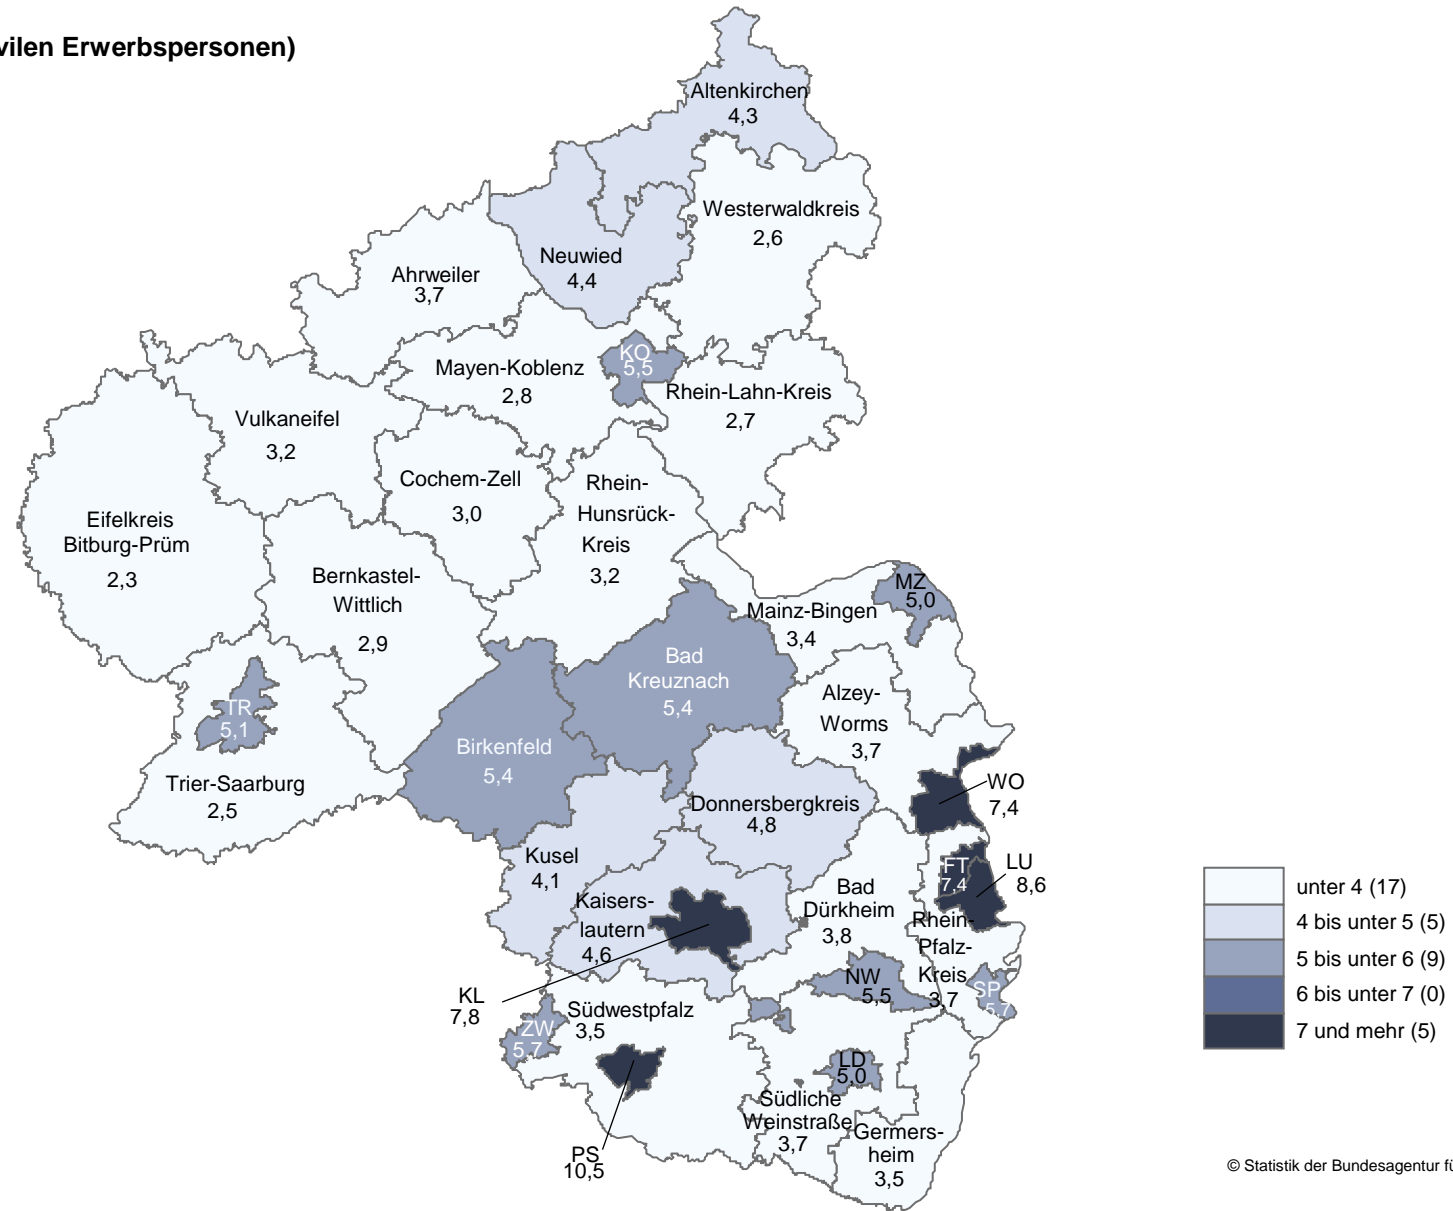 vilen Erwerbspersonen)
Altenkirchen
4,3
Westerwaldkreis
2,6
Neuwied
4,4
Ahrweiler
3,7
KO
5,5
Mayen-Koblenz
2,8
Rhein-Lahn-Kreis
2,7
Vulkaneifel
3,2
Cochem-Zell
3,0
Rhein-
Hunsrück-
Kreis
3,2
Eifelkreis
Bitburg-Prüm
2,3
Bernkastel-
Wittlich
2,9
MZ
5,0
Mainz-Bingen
3,4
Bad
Kreuznach
5,4
Alzey-
Worms
3,7
TR
5,1
Birkenfeld
5,4
Trier-Saarburg
2,5
WO
7,4
Donnersbergkreis
4,8
Kusel
4,1
FT
7,4
LU
8,6
Kaisers-
lautern
4,6
Bad
Dürkheim
3,8
Rhein-
Pfalz-
Kreis
3,7
NW
5,5
SP
5,7
KL
7,8
Südwestpfalz
3,5
ZW
5,7
LD
5,0
Südliche
Weinstraße
3,7
Germers-
heim
3,5
PS
10,5
unter 4 (17)
4 bis unter 5 (5)
5 bis unter 6 (9)
6 bis unter 7 (0)
7 und mehr (5)
© Statistik der Bundesagentur fü